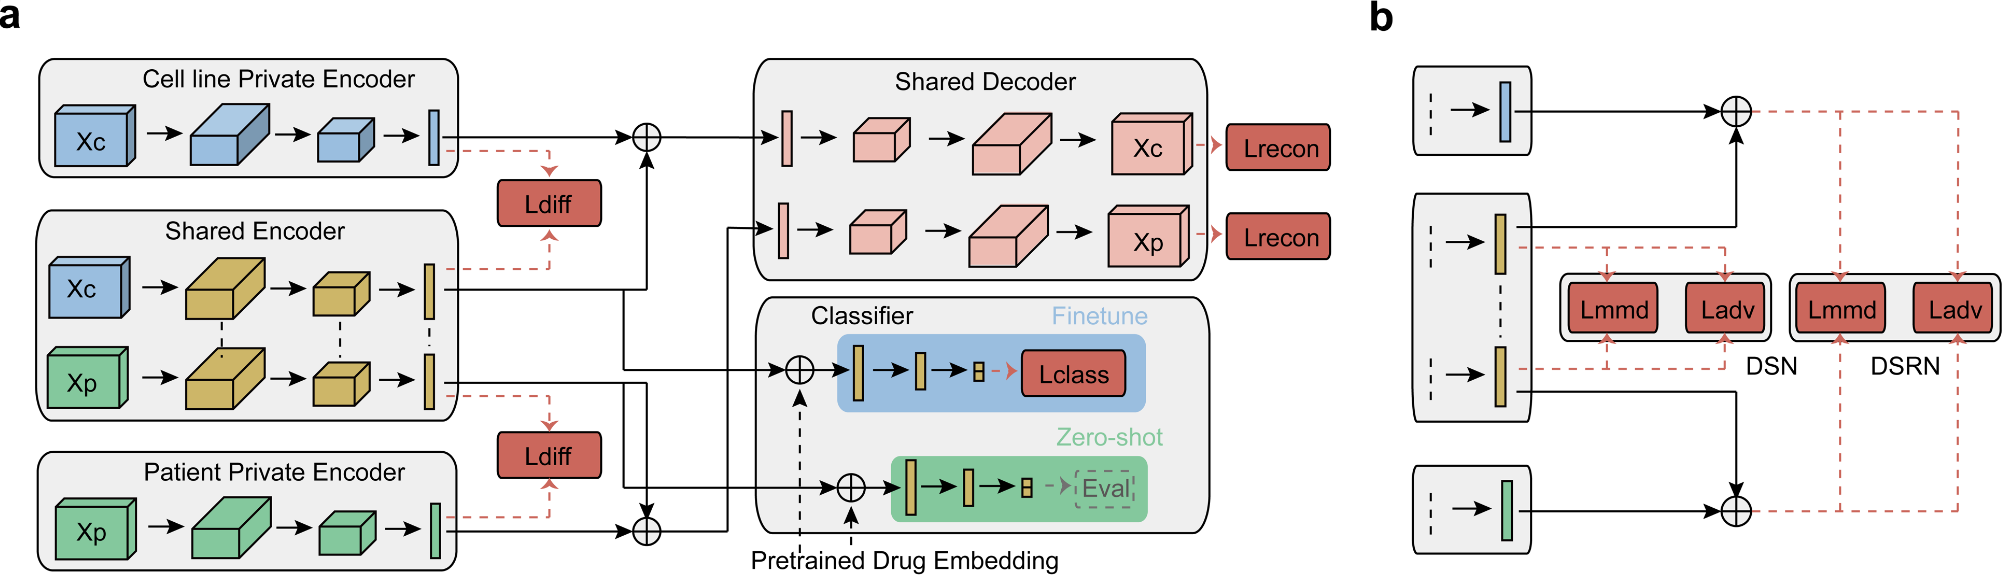 a
Cell line Private Encoder
Xc
Ldiff
Shared Encoder
Xc
Xp
Ldiff
Patient Private Encoder
Xp
Shared Decoder
Xc
Lrecon
Xp
Lrecon
Classifier
Finetune
Lclass
Zero-shot
Eval
Pretrained Drug Embedding
b
Lmmd
Ladv
DSN
Lmmd
Ladv
DSRN